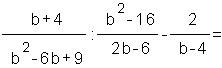 (b+4)/(b²-6b+9) : (b²-16)/(2b-6) - 2/(b-4) =